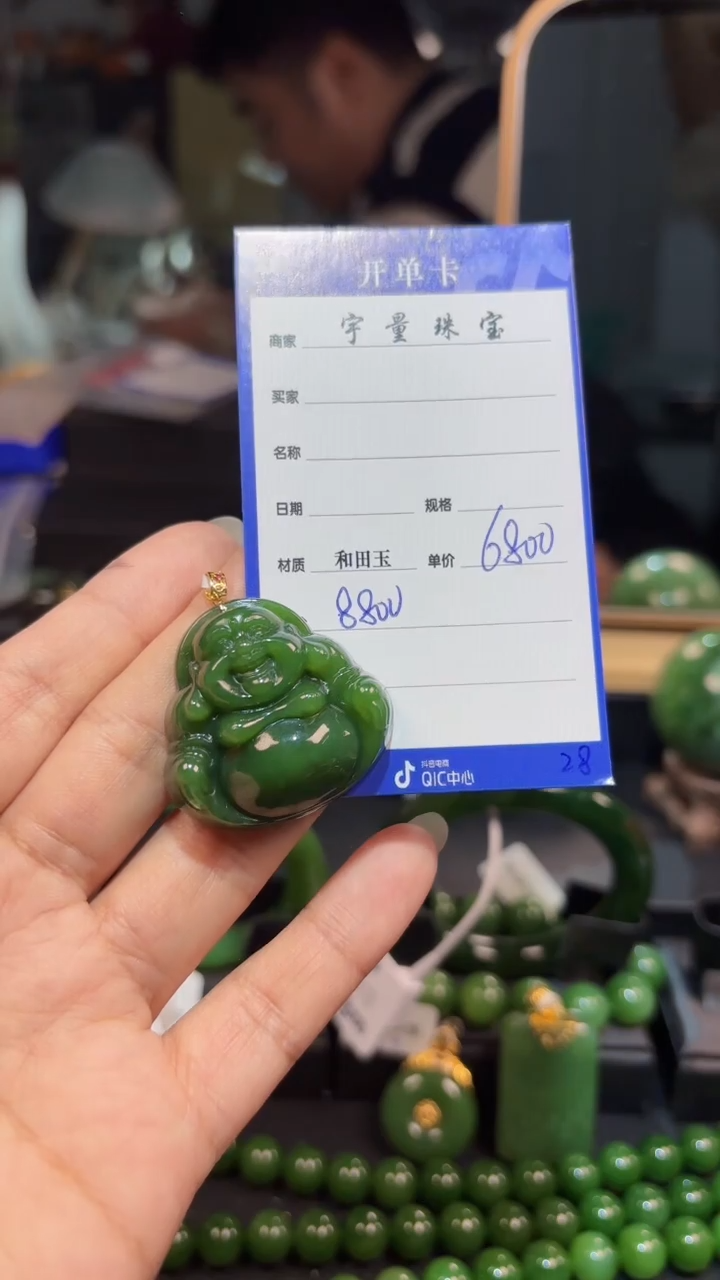 开单卡
商家 宇量珠宝
买家
名称
日期 规格
材质 和田玉 单价 6800
8800
抖音电商
QIC中心
28